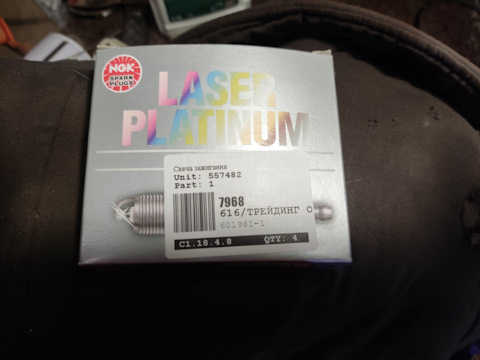 NGK
SPARK
PLUGS
LASER
PLATINUM
Свеча зажигания
Unit: 557482
Part: 1
7968
616/ТРЕЙДИНГ С
601981-1
C1.18.4.8 QTY: 4